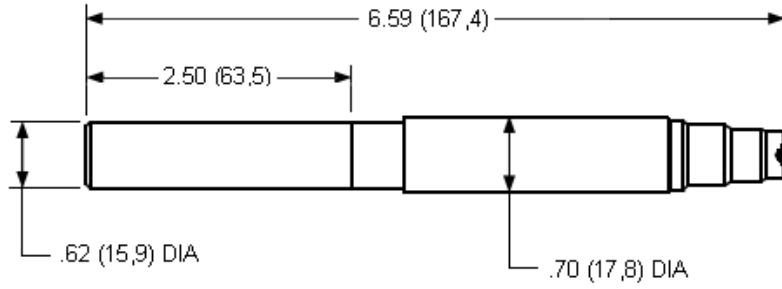 6.59 (167,4)
2.50 (63,5)
.62 (15,9) DIA
.70 (17,8) DIA